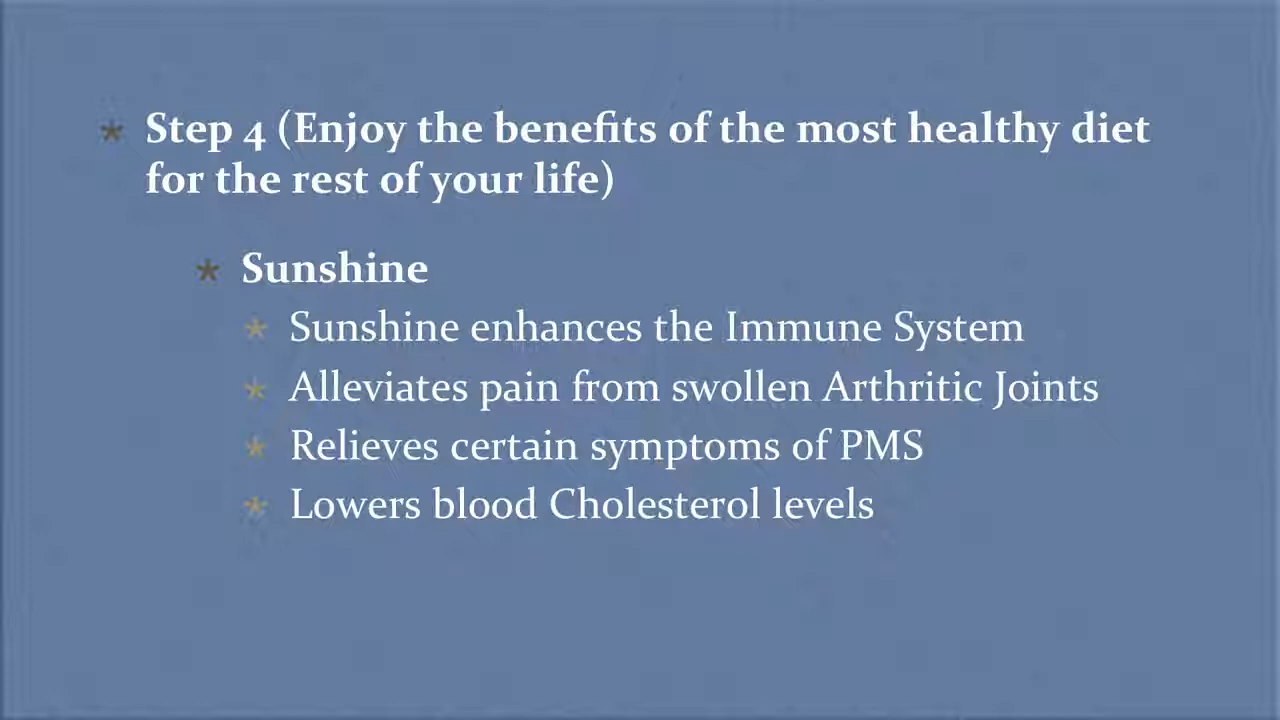 Step 4 (Enjoy the benefits of the most healthy diet
for the rest of your life)
Sunshine
Sunshine enhances the Immune System
Alleviates pain from swollen Arthritic Joints
Relieves certain symptoms of PMS
Lowers blood Cholesterol levels